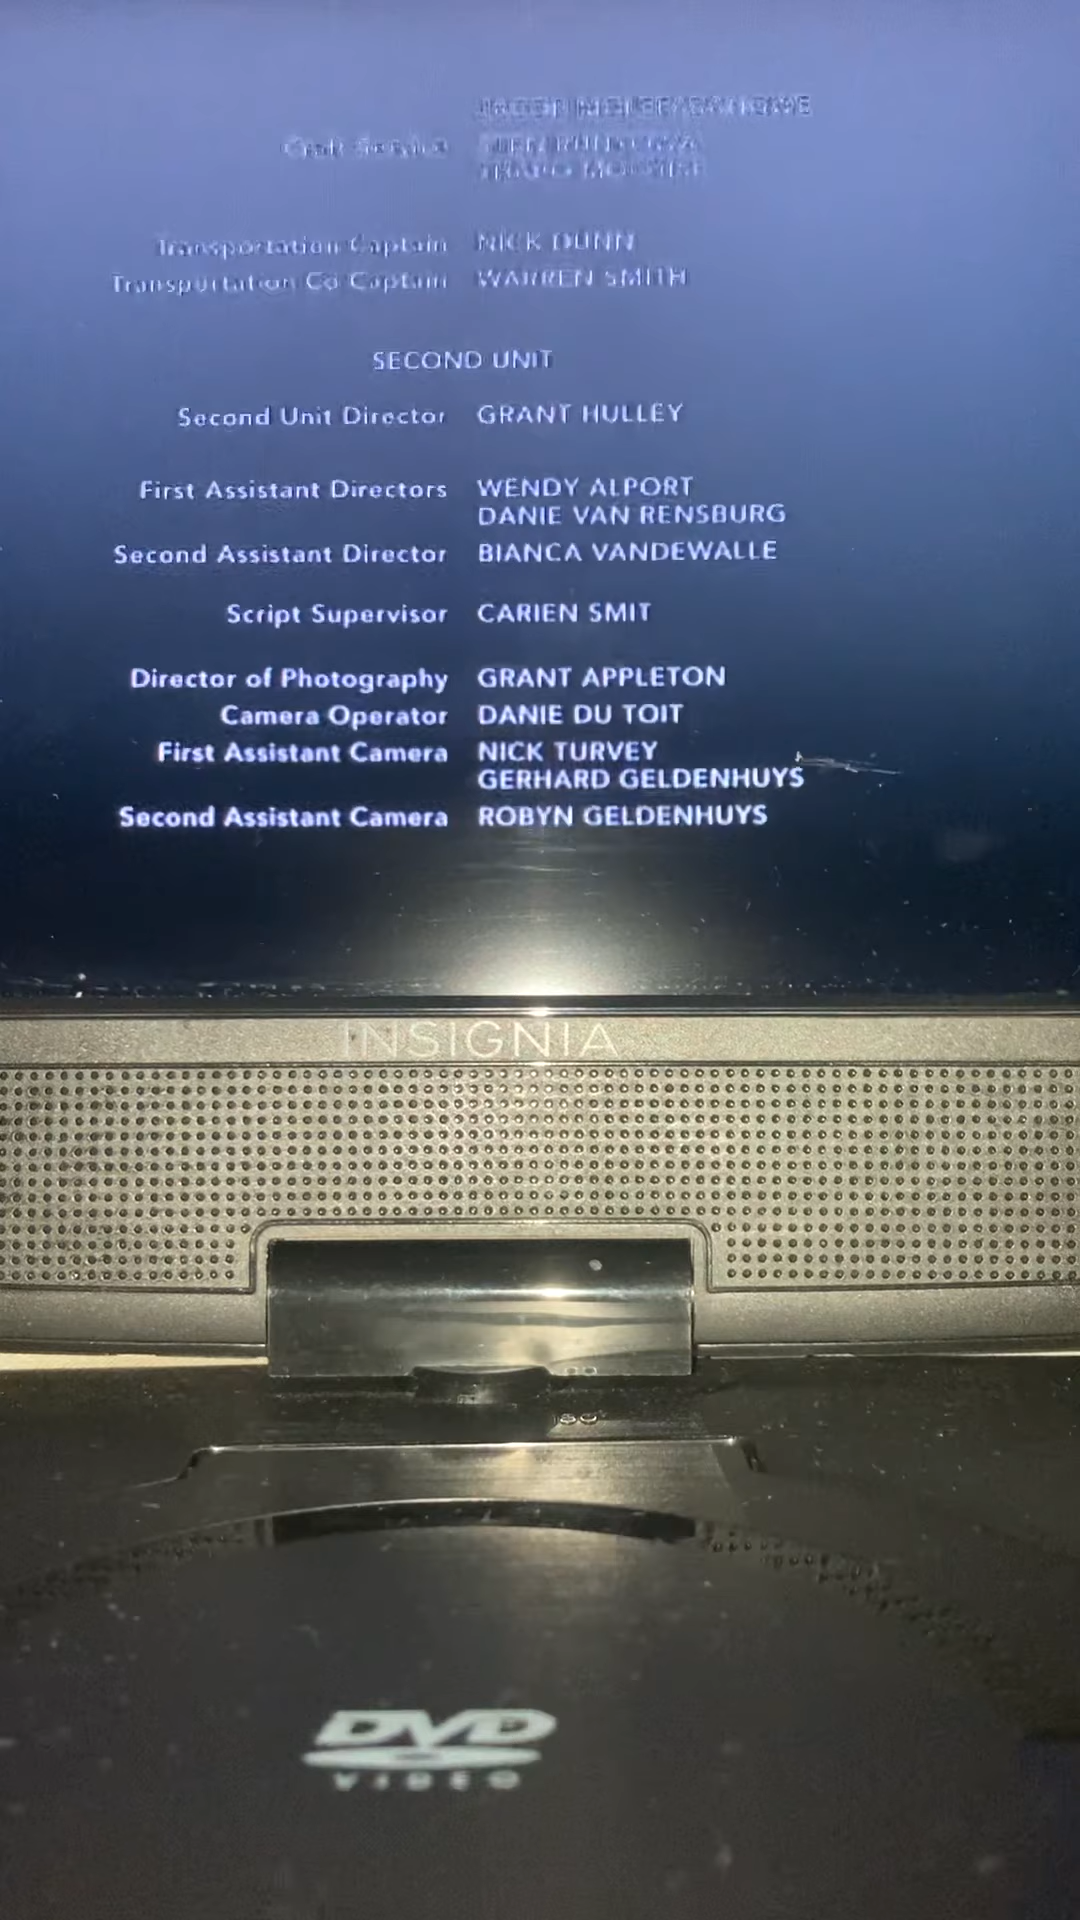 Craft Service
Transportation Captain NICK DUNN
Transportation Co Captain WARREN SMITH
SECOND UNIT
Second Unit Director GRANT HULLEY
First Assistant Directors WENDY ALPORT
DANIE VAN RENSBURG
Second Assistant Director BIANCA VANDEWALLE
Script Supervisor CARIEN SMIT
Director of Photography GRANT APPLETON
Camera Operator DANIE DU TOIT
First Assistant Camera NICK TURVEY
GERHARD GELDENHUYS
Second Assistant Camera ROBYN GELDENHUYS
INSIGNIA
DVD
VIDEO